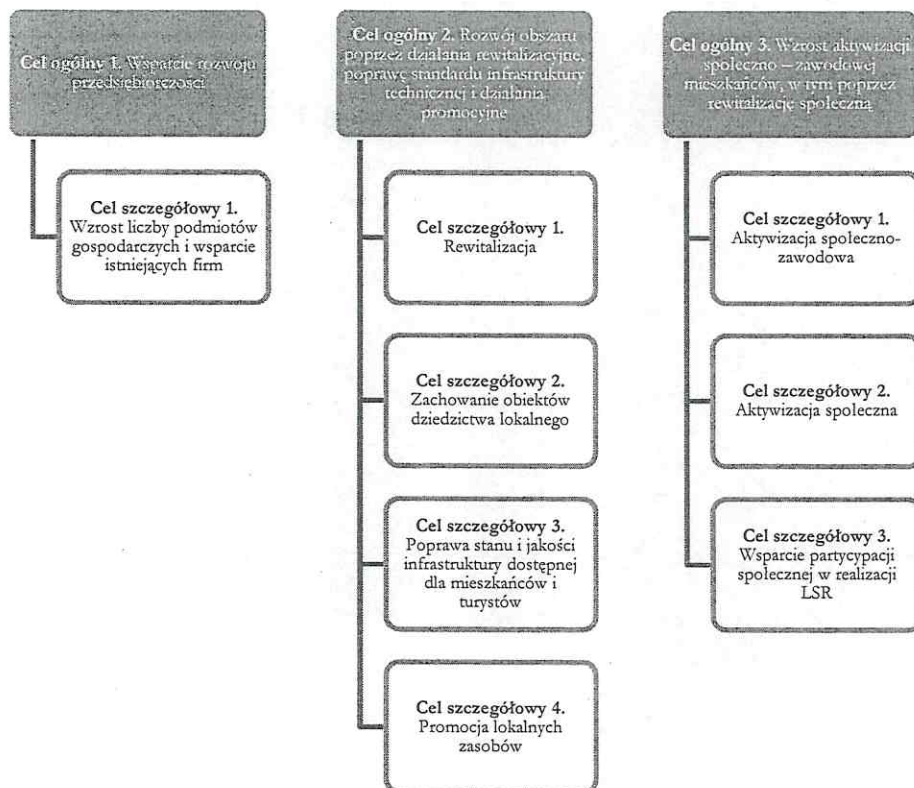 Cel ogólny 1. Wsparcie rozwoju
przedsiębiorczości
Cel szczegółowy 1.
Wzrost liczby podmiotów
gospodarczych i wsparcie
istniejących firm
Cel ogólny 2. Rozwój obszaru
poprzez działania rewitalizacyjne,
poprawę standardu infrastruktury
technicznej i działania
promocyjne
Cel szczegółowy 1.
Rewitalizacja
Cel szczegółowy 2.
Zachowanie obiektów
dziedzictwa lokalnego
Cel szczegółowy 3.
Poprawa stanu i jakości
infrastruktury dostępnej
dla mieszkańców i
turystów
Cel szczegółowy 4.
Promocja lokalnych
zasobów
Cel ogólny 3. Wzrost aktywizacji
społeczno – zawodowej
mieszkańców, w tym poprzez
rewitalizację społeczną
Cel szczegółowy 1.
Aktywizacja społeczno-
zawodowa
Cel szczegółowy 2.
Aktywizacja społeczna
Cel szczegółowy 3.
Wsparcie partycypacji
społecznej w realizacji
LSR